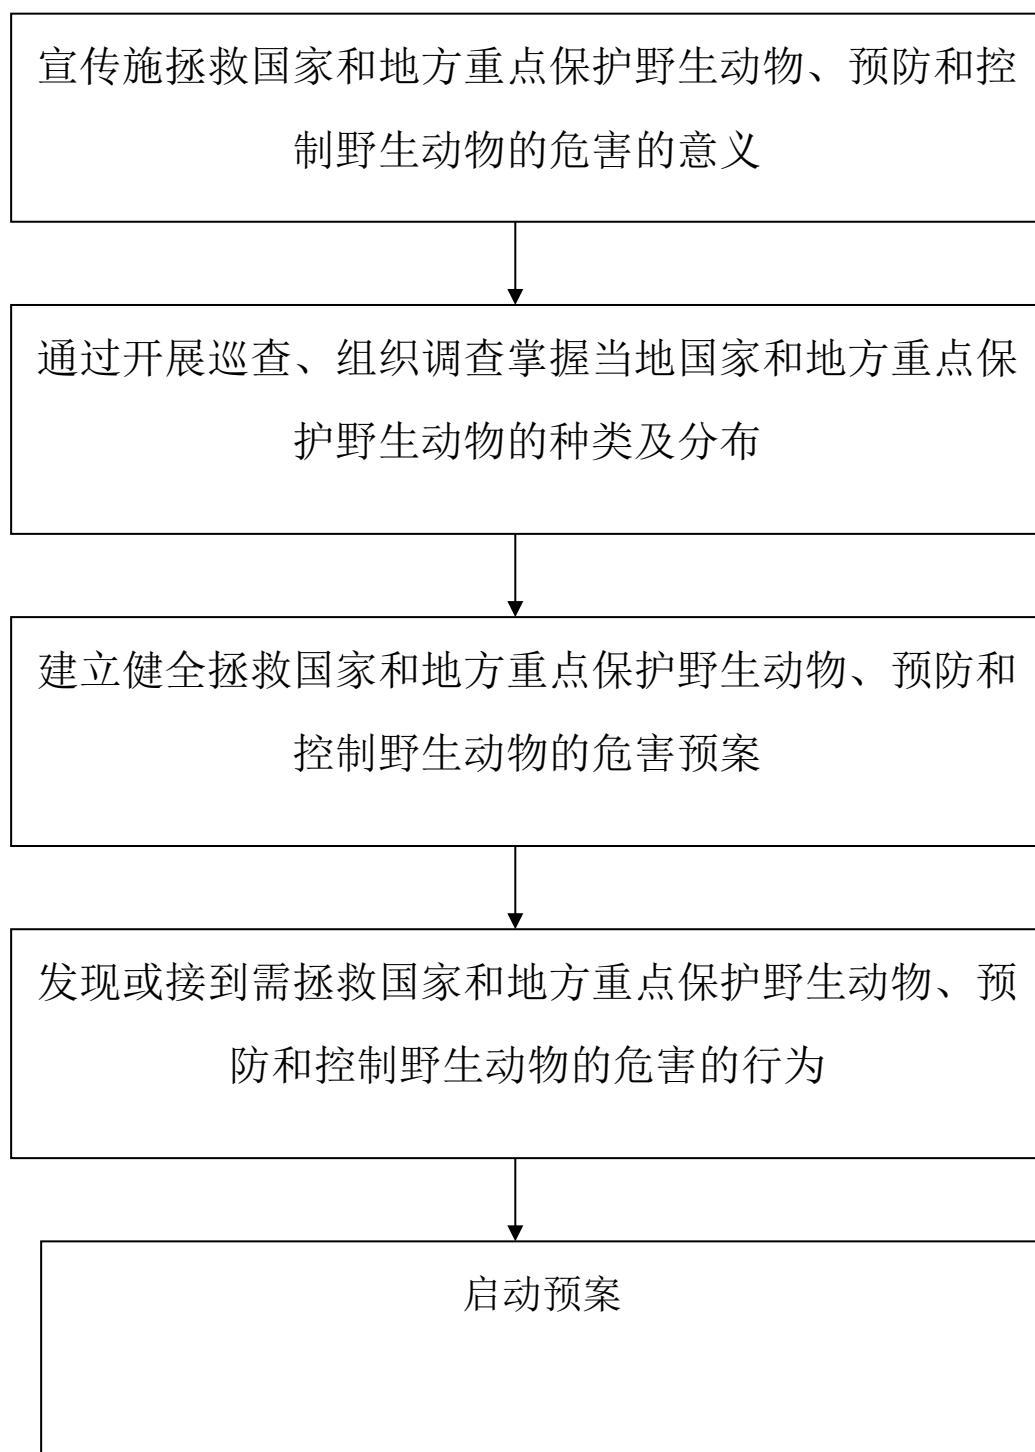 宣传施拯救国家和地方重点保护野生动物、预防和控
制野生动物的危害的意义
通过开展巡查、组织调查掌握当地国家和地方重点保
护野生动物的种类及分布
建立健全拯救国家和地方重点保护野生动物、预防和
控制野生动物的危害预案
发现或接到需拯救国家和地方重点保护野生动物、预
防和控制野生动物的危害的行为
启动预案